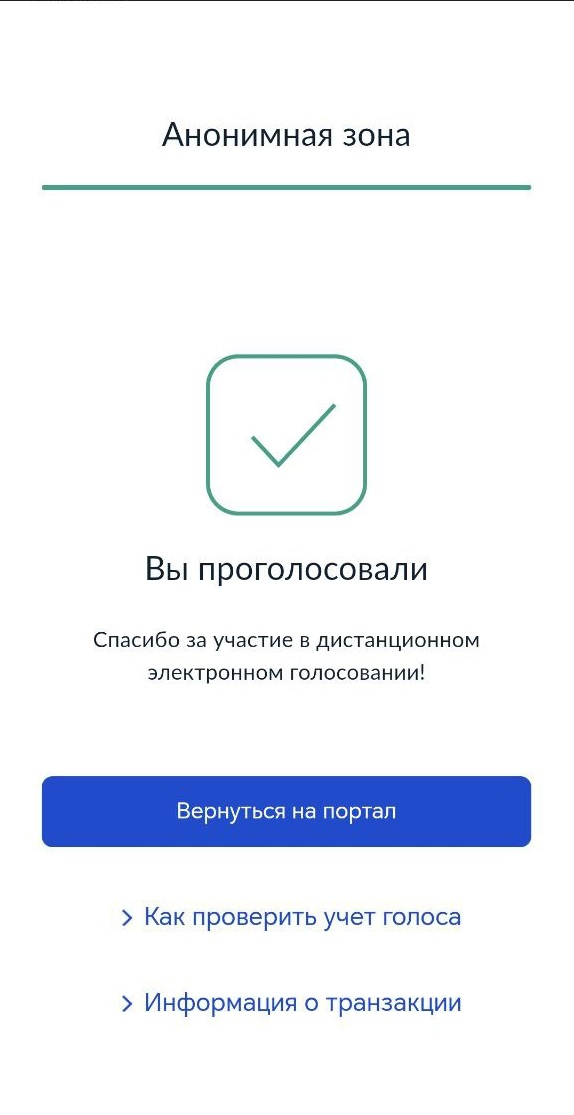 Анонимная зона
Вы проголосовали
Спасибо за участие в дистанционном
электронном голосовании!
Вернуться на портал
Как проверить учет голоса
Информация о транзакции